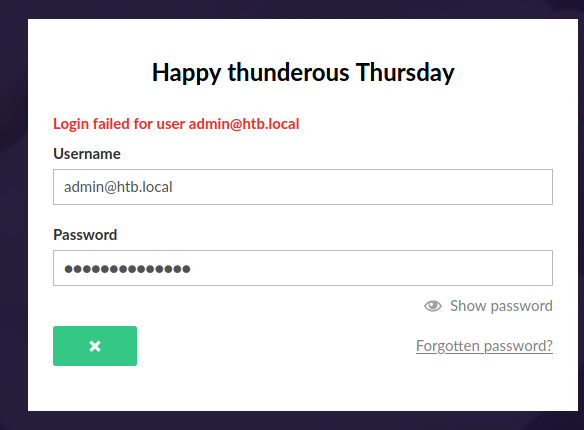 Happy thunderous Thursday
Login failed for user admin@htb.local
Username
admin@htb.local
Password
●●●●●●●●●●●●●●
Show password
Forgotten password?